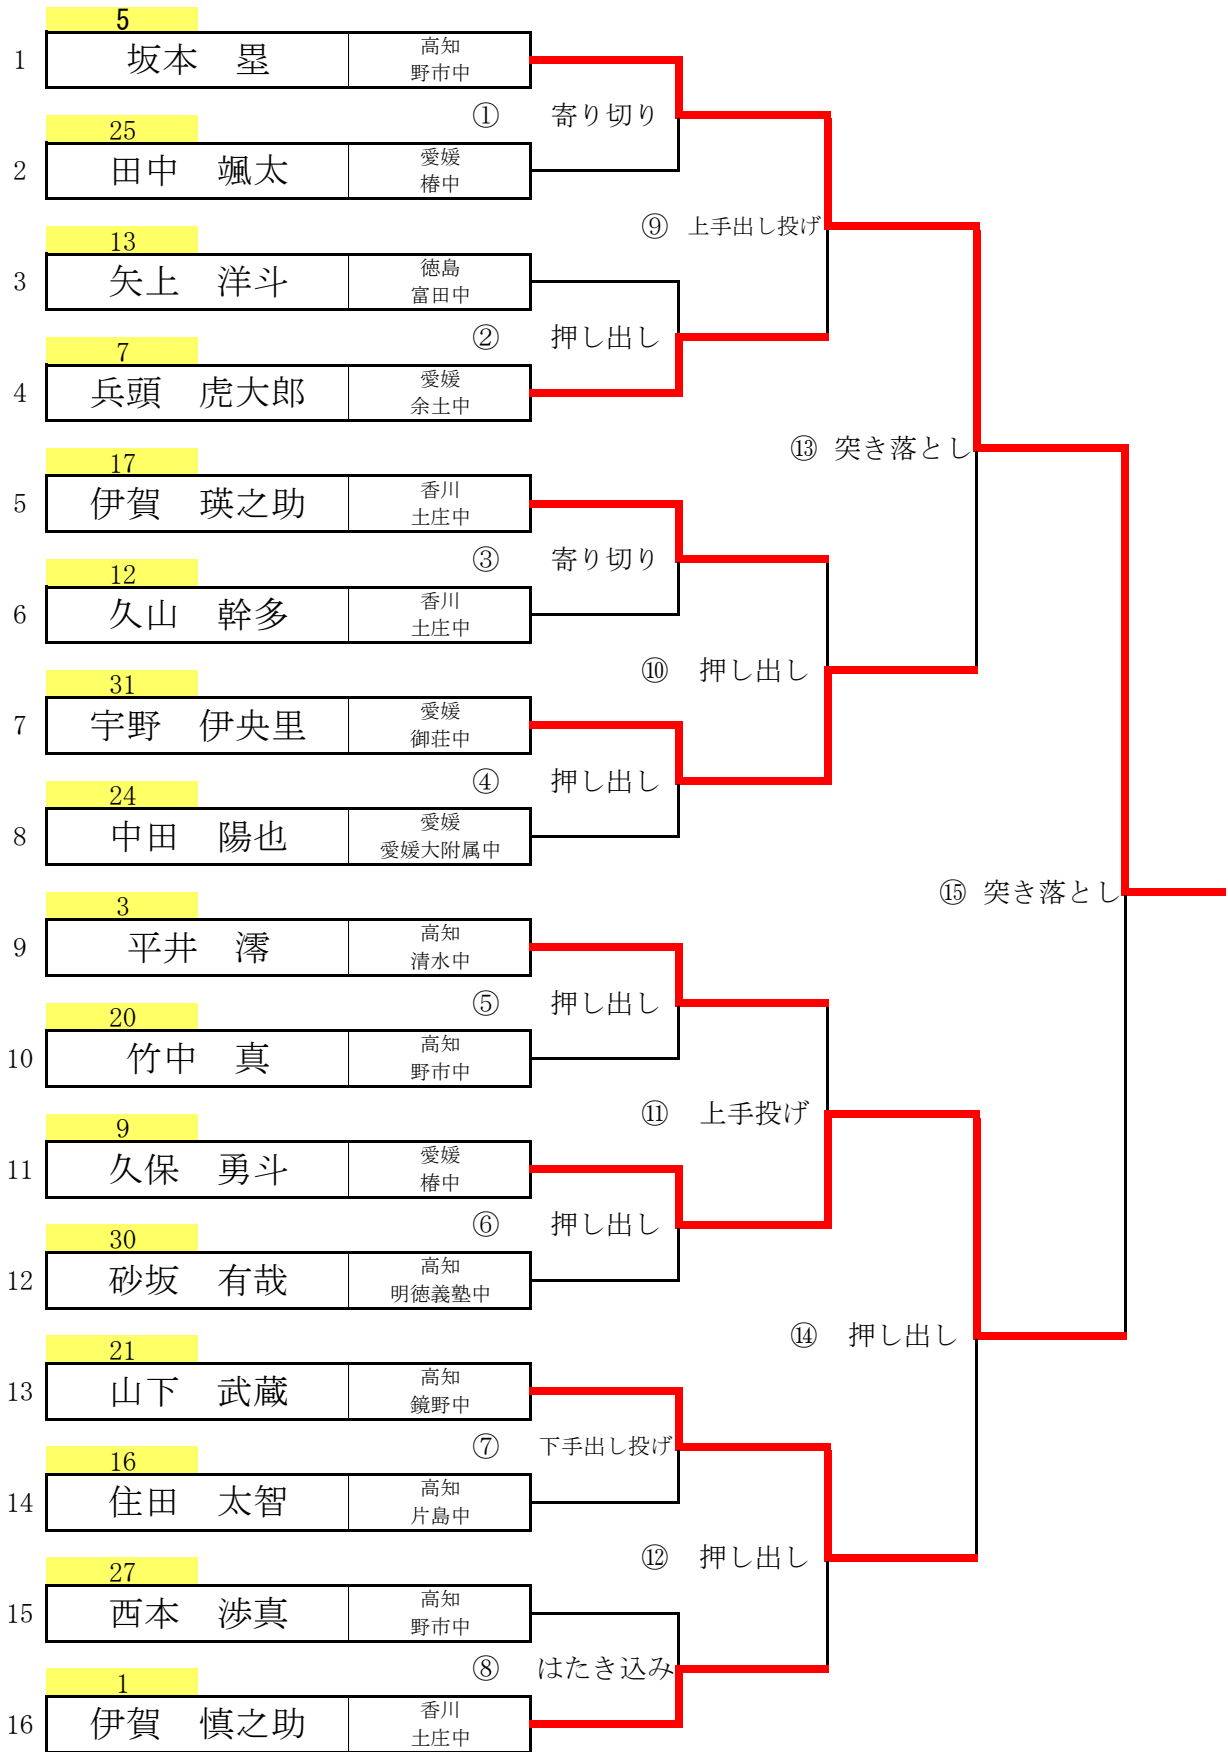 5
1 坂本 塁 高知 野市中
① 寄り切り
25
2 田中 颯太 愛媛 椿中
⑨ 上手出し投げ
13
3 矢上 洋斗 徳島 富田中
② 押し出し
7
4 兵頭 虎大郎 愛媛 余土中
⑬ 突き落とし
17
5 伊賀 瑛之助 香川 土庄中
③ 寄り切り
12
6 久山 幹多 香川 土庄中
⑩ 押し出し
31
7 宇野 伊央里 愛媛 御荘中
④ 押し出し
24
8 中田 陽也 愛媛 愛媛大附属中
⑮ 突き落とし
3
9 平井 澪 高知 清水中
⑤ 押し出し
20
10 竹中 真 高知 野市中
⑪ 上手投げ
9
11 久保 勇斗 愛媛 椿中
⑥ 押し出し
30
12 砂坂 有哉 高知 明徳義塾中
⑭ 押し出し
21
13 山下 武蔵 高知 鏡野中
⑦ 下手出し投げ
16
14 住田 太智 高知 片島中
⑫ 押し出し
27
15 西本 渉真 高知 野市中
⑧ はたき込み
1
16 伊賀 慎之助 香川 土庄中